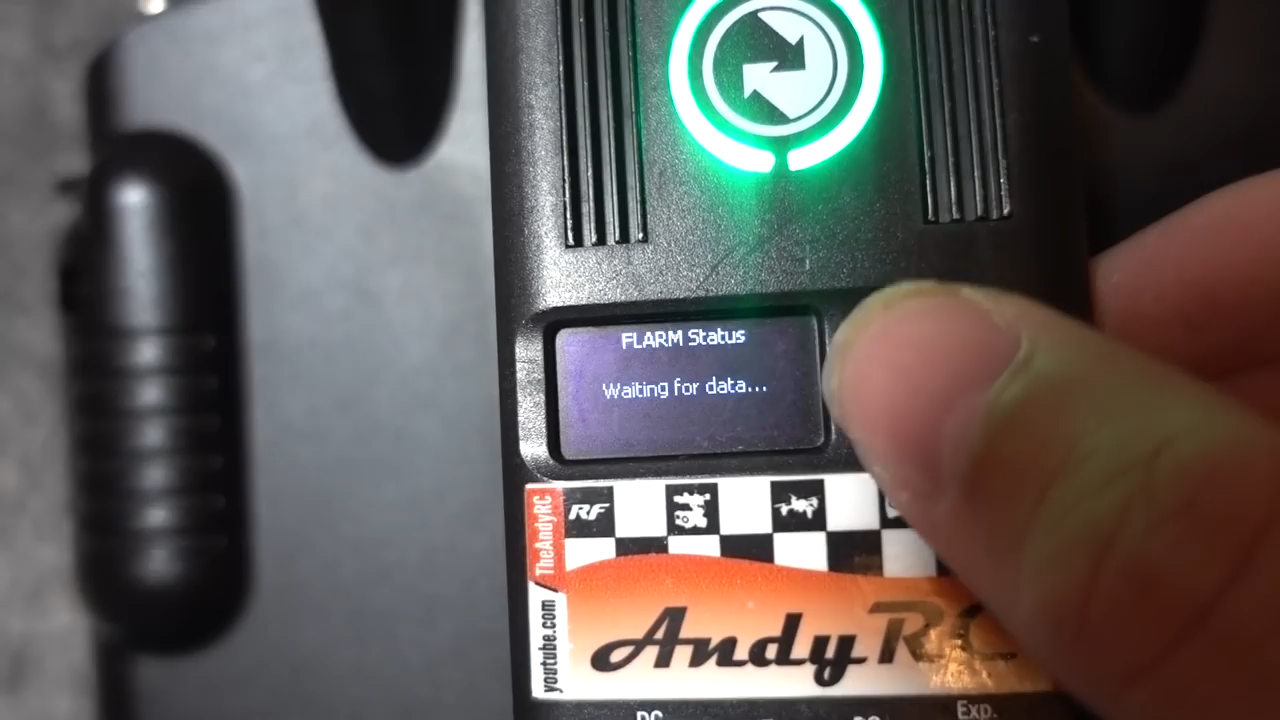 FLARM Status
Waiting for data...
RF
TheAndyRC
youtube.com
AndyRC
Exp.